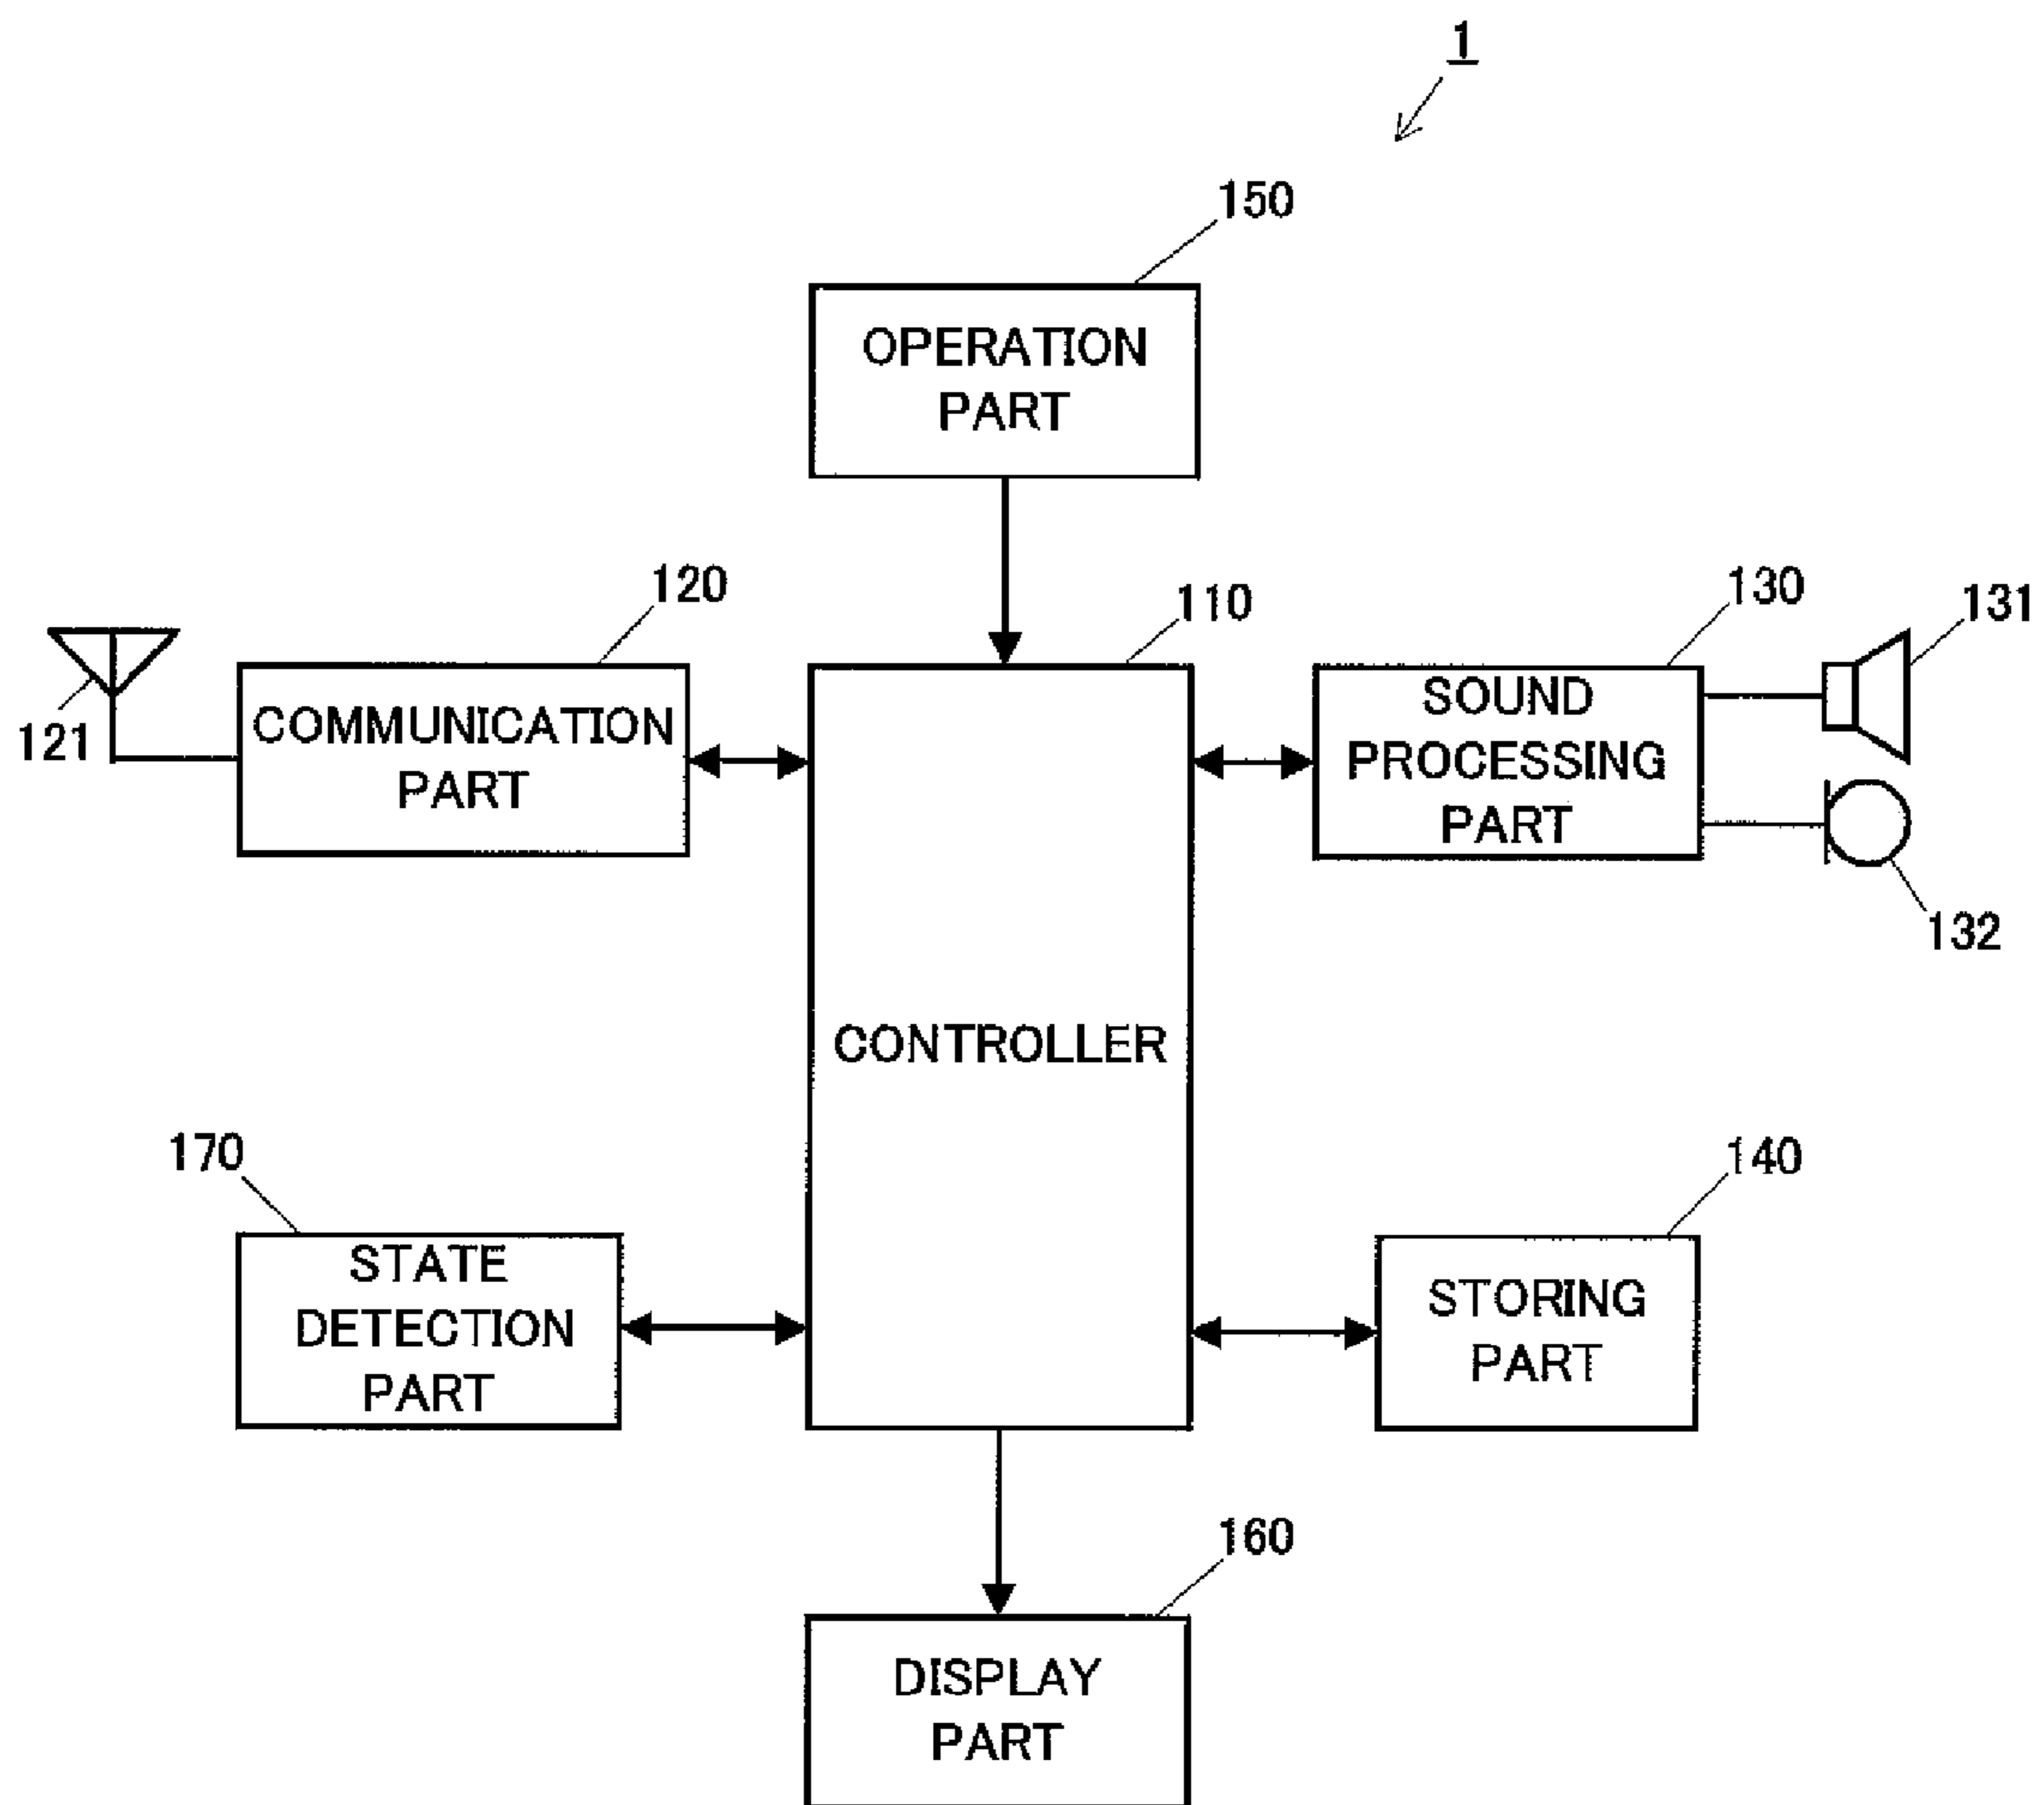 1
150
OPERATION
PART
120
110
130
131
121
COMMUNICATION
PART
SOUND
PROCESSING
PART
132
CONTROLLER
170
140
STATE
DETECTION
PART
STORING
PART
160
DISPLAY
PART